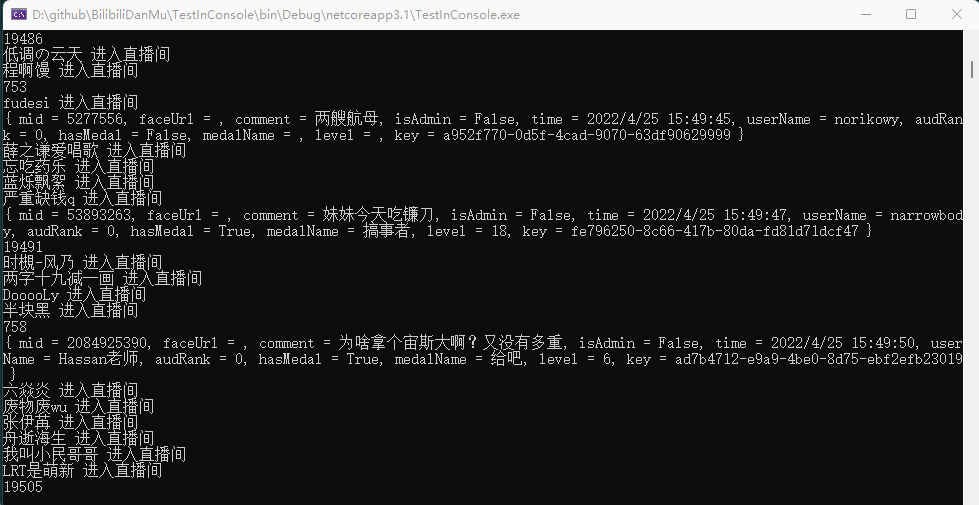 D:\github\BilibiliDanMu\TestInConsole\bin\Debug\netcoreapp3.1\TestInConsole.exe
19486
低调の云天 进入直播间
程啊馒 进入直播间
753
fudesi 进入直播间
{ mid = 5277556, faceUrl = , comment = 两艘航母, isAdmin = False, time = 2022/4/25 15:49:45, userName = norikowy, audRan
k = 0, hasMedal = False, medalName = , level = , key = a952f770-0d5f-4cad-9070-63df90629999 }
薛之谦爱唱歌 进入直播间
忘吃药乐 进入直播间
蓝烁飘絮 进入直播间
严重缺钱q 进入直播间
{ mid = 53893263, faceUrl = , comment = 妹妹今天吃镰刀, isAdmin = False, time = 2022/4/25 15:49:47, userName = narrowbod
y, audRank = 0, hasMedal = True, medalName = 搞事者, level = 18, key = fe796250-8c66-417b-80da-fd81d71dcf47 }
19491
时槻-风乃 进入直播间
两字十九减一画 进入直播间
DooooLy 进入直播间
半块黑 进入直播间
758
{ mid = 2084925390, faceUrl = , comment = 为啥拿个宙斯大啊？又没有多重, isAdmin = False, time = 2022/4/25 15:49:50, user
Name = Hassan老师, audRank = 0, hasMedal = True, medalName = 给吧, level = 6, key = ad7b4712-e9a9-4be0-8d75-ebf2efb23019
}
六焱炎 进入直播间
废物废wu 进入直播间
张伊苒 进入直播间
舟逝海生 进入直播间
我叫小民哥哥 进入直播间
LRT是萌新 进入直播间
19505